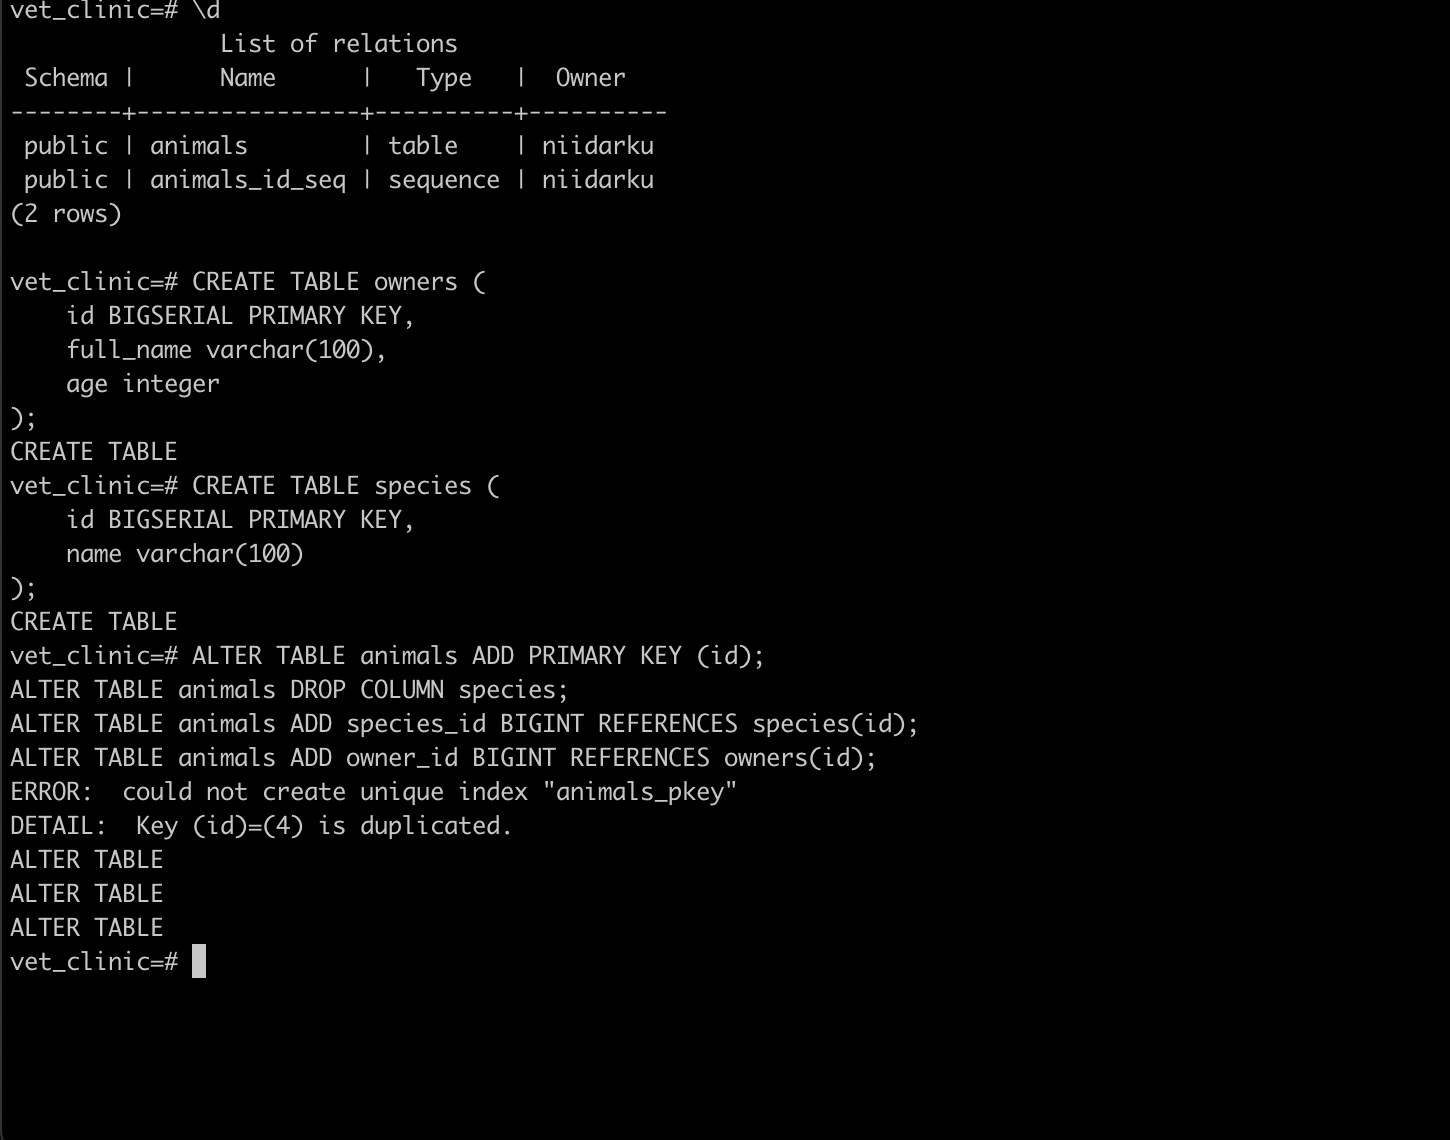 vet_clinic=# \d
             List of relations
 Schema |      Name      |   Type   |  Owner
--------+----------------+----------+----------
 public | animals        | table    | niidarku
 public | animals_id_seq | sequence | niidarku
(2 rows)

vet_clinic=# CREATE TABLE owners (
    id BIGSERIAL PRIMARY KEY,
    full_name varchar(100),
    age integer
);
CREATE TABLE
vet_clinic=# CREATE TABLE species (
    id BIGSERIAL PRIMARY KEY,
    name varchar(100)
);
CREATE TABLE
vet_clinic=# ALTER TABLE animals ADD PRIMARY KEY (id);
ALTER TABLE animals DROP COLUMN species;
ALTER TABLE animals ADD species_id BIGINT REFERENCES species(id);
ALTER TABLE animals ADD owner_id BIGINT REFERENCES owners(id);
ERROR:  could not create unique index "animals_pkey"
DETAIL:  Key (id)=(4) is duplicated.
ALTER TABLE
ALTER TABLE
ALTER TABLE
vet_clinic=#